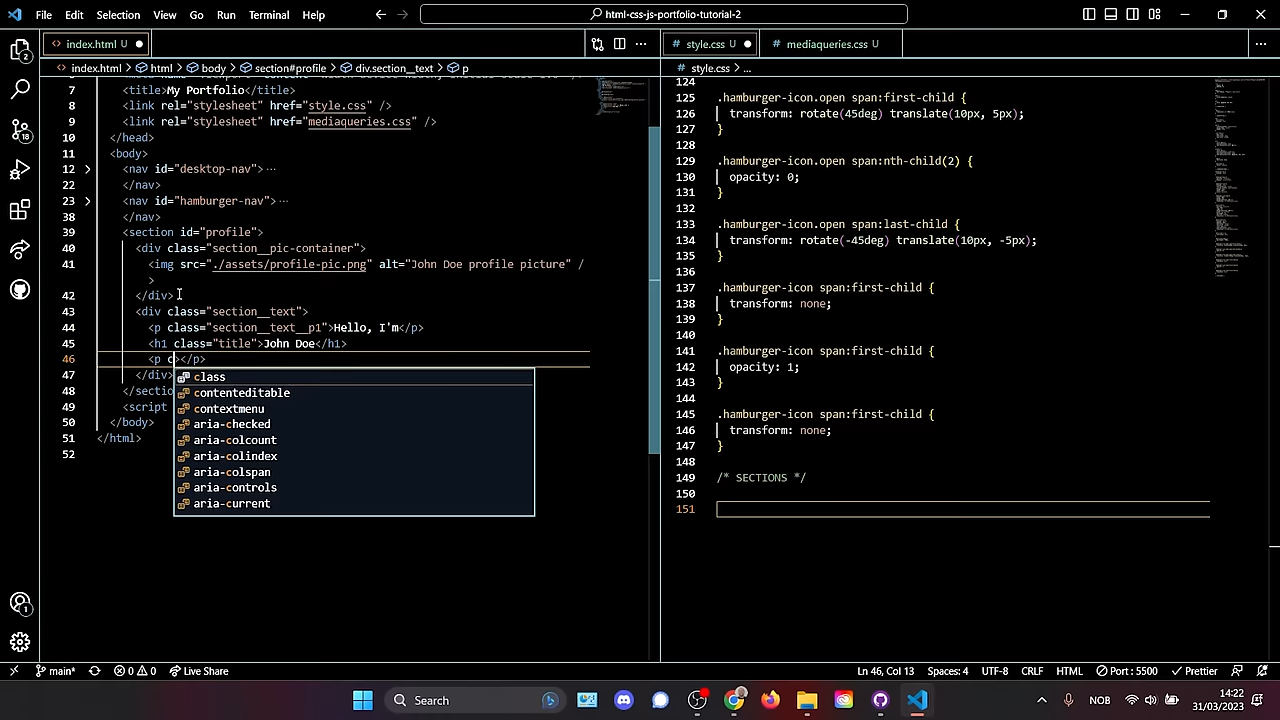 File Edit Selection View Go Run Terminal Help
html-css-js-portfolio-tutorial-2
index.html U
style.css U
mediaqueries.css U
index.html > html > body > section#profile > div.section__text > p
style.css > ...
7 <title>My Portfolio</title>
8 <link rel="stylesheet" href="style.css" />
9 <link rel="stylesheet" href="mediaqueries.css" />
10 </head>
11 <body>
12 <nav id="desktop-nav">···
22 </nav>
23 <nav id="hamburger-nav">···
38 </nav>
39 <section id="profile">
40 <div class="section__pic-container">
41 <img src="./assets/profile-pic.png" alt="John Doe profile picture" /
>
42 </div>
43 <div class="section__text">
44 <p class="section__text__p1">Hello, I'm</p>
45 <h1 class="title">John Doe</h1>
46 <p c></p>
47 </div>
48 </sectio
49 <script
50 </body>
51 </html>
52
class
contenteditable
contextmenu
aria-checked
aria-colcount
aria-colindex
aria-colspan
aria-controls
aria-current
124
125 .hamburger-icon.open span:first-child {
126 transform: rotate(45deg) translate(10px, 5px);
127 }
128
129 .hamburger-icon.open span:nth-child(2) {
130 opacity: 0;
131 }
132
133 .hamburger-icon.open span:last-child {
134 transform: rotate(-45deg) translate(10px, -5px);
135 }
136
137 .hamburger-icon span:first-child {
138 transform: none;
139 }
140
141 .hamburger-icon span:first-child {
142 opacity: 1;
143 }
144
145 .hamburger-icon span:first-child {
146 transform: none;
147 }
148
149 /* SECTIONS */
150
151
2
18
1
main* 0 0 Live Share
Ln 46, Col 13 Spaces: 4 UTF-8 CRLF HTML Port : 5500 Prettier
Search
NOB
14:22
31/03/2023